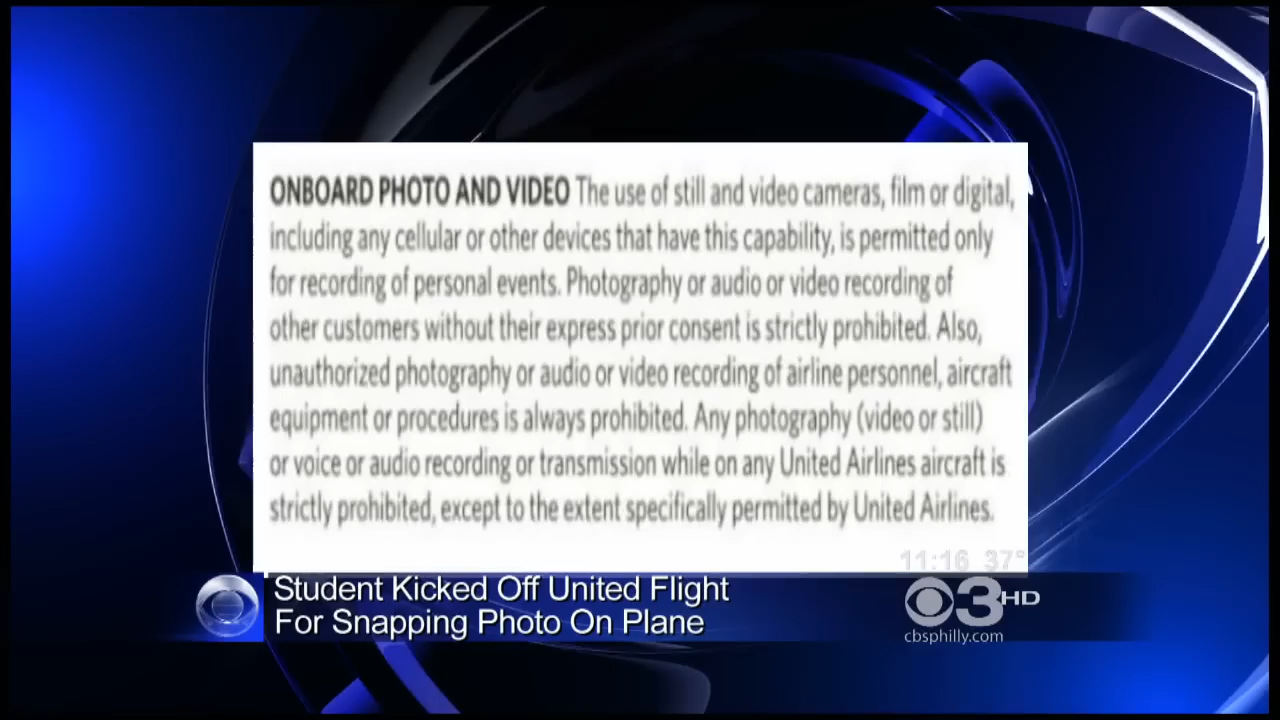 ONBOARD PHOTO AND VIDEO The use of still and video cameras, film or digital,
including any cellular or other devices that have this capability, is permitted only
for recording of personal events. Photography or audio or video recording of
other customers without their express prior consent is strictly prohibited. Also,
unauthorized photography or audio or video recording of airline personnel, aircraft
equipment or procedures is always prohibited. Any photography (video or still)
or voice or audio recording or transmission while on any United Airlines aircraft is
strictly prohibited, except to the extent specifically permitted by United Airlines.
11:16 37°
Student Kicked Off United Flight
For Snapping Photo On Plane
3 HD
cbsphilly.com